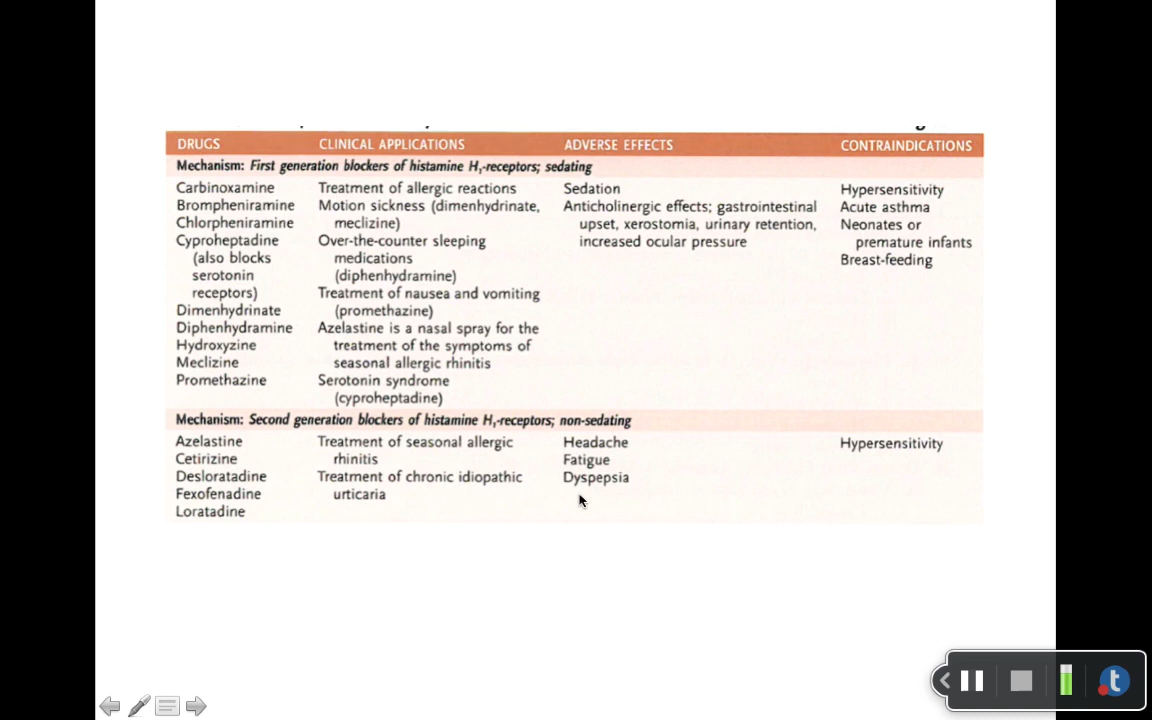 DRUGS CLINICAL APPLICATIONS ADVERSE EFFECTS CONTRAINDICATIONS
Mechanism: First generation blockers of histamine H₁-receptors; sedating
Carbinoxamine
Brompheniramine
Chlorpheniramine
Cyproheptadine
(also blocks
serotonin
receptors)
Dimenhydrinate
Diphenhydramine
Hydroxyzine
Meclizine
Promethazine
Treatment of allergic reactions
Motion sickness (dimenhydrinate,
meclizine)
Over-the-counter sleeping
medications
(diphenhydramine)
Treatment of nausea and vomiting
(promethazine)
Azelastine is a nasal spray for the
treatment of the symptoms of
seasonal allergic rhinitis
Serotonin syndrome
(cyproheptadine)
Sedation
Anticholinergic effects; gastrointestinal
upset, xerostomia, urinary retention,
increased ocular pressure
Hypersensitivity
Acute asthma
Neonates or
premature infants
Breast-feeding
Mechanism: Second generation blockers of histamine H₁-receptors; non-sedating
Azelastine
Cetirizine
Desloratadine
Fexofenadine
Loratadine
Treatment of seasonal allergic
rhinitis
Treatment of chronic idiopathic
urticaria
Headache
Fatigue
Dyspepsia
Hypersensitivity
t